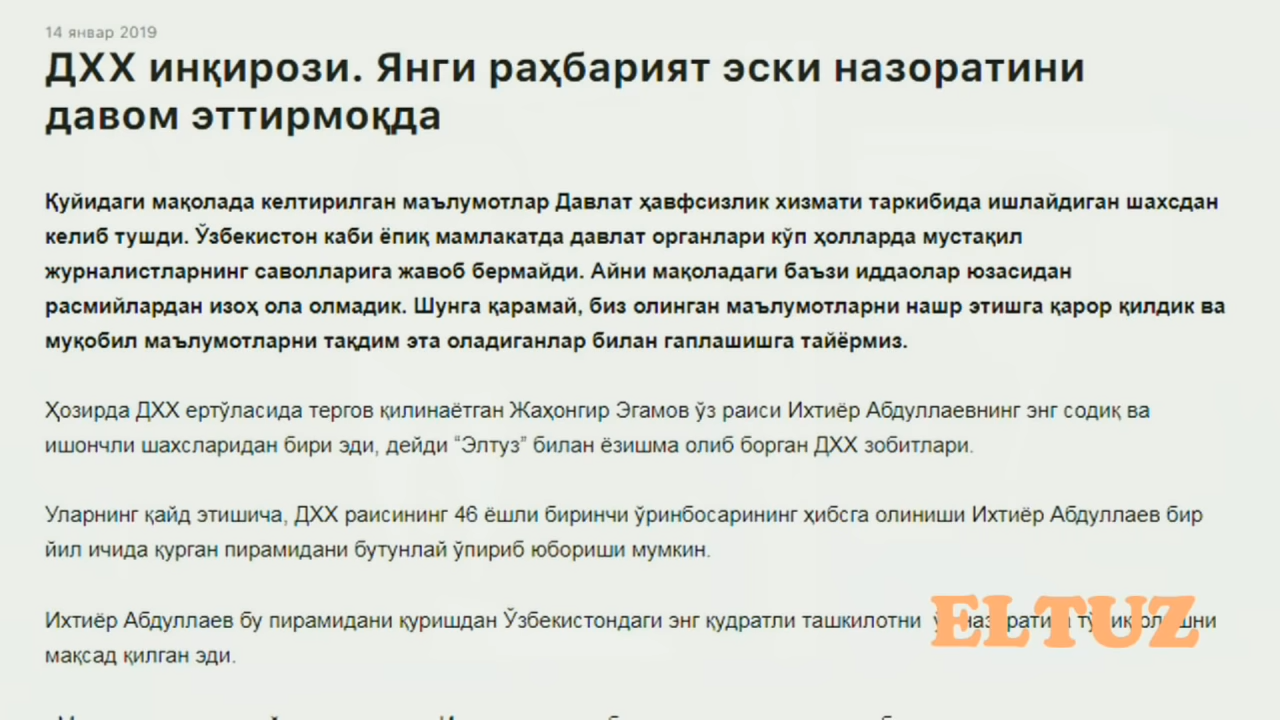 14 январ 2019
ДХХ инқирози. Янги раҳбарият эски назоратини
давом эттирмоқда
Қуйидаги мақолада келтирилган маълумотлар Давлат ҳавфсизлик хизмати таркибида ишлайдиган шахсдан
келиб тушди. Ўзбекистон каби ёпиқ мамлакатда давлат органлари кўп ҳолларда мустақил
журналистларнинг саволларига жавоб бермайди. Айни мақоладаги баъзи иддаолар юзасидан
расмийлардан изоҳ ола олмадик. Шунга қарамай, биз олинган маълумотларни нашр этишга қарор қилдик ва
муқобил маълумотларни тақдим эта оладиганлар билан гаплашишга тайёрмиз.
Ҳозирда ДХХ ертўласида тергов қилинаётган Жаҳонгир Эгамов ўз раиси Ихтиёр Абдуллаевнинг энг содиқ ва
ишончли шахсларидан бири эди, дейди “Элтуз” билан ёзишма олиб борган ДХХ зобитлари.
Уларнинг қайд этишича, ДХХ раисининг 46 ёшли биринчи ўринбосарининг ҳибсга олиниши Ихтиёр Абдуллаев бир
йил ичида қурган пирамидани бутунлай ўпириб юбориши мумкин.
Ихтиёр Абдуллаев бу пирамидани қуришдан Ўзбекистондаги энг қудратли ташкилотни
мақсад қилган эди.
ELTUZ